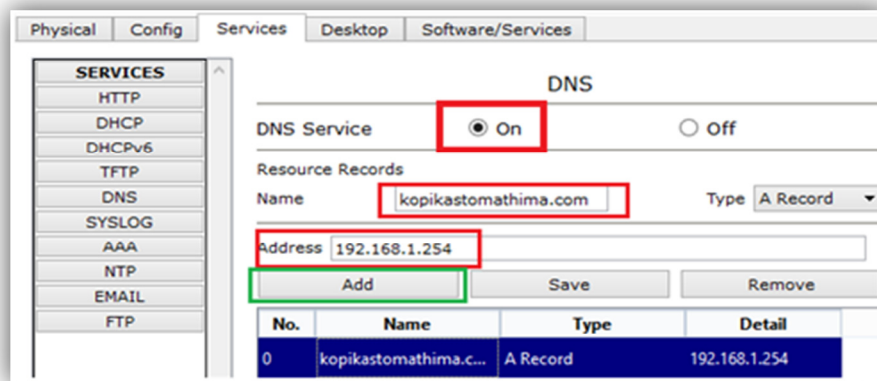 Physical Config Services Desktop Software/Services
SERVICES
HTTP
DHCP
DHCPv6
TFTP
DNS
SYSLOG
AAA
NTP
EMAIL
FTP
DNS
DNS Service On Off
Resource Records
Name kopikastomathima.com Type A Record
Address 192.168.1.254
Add Save Remove
No. Name Type Detail
0 kopikastomathima.c... A Record 192.168.1.254